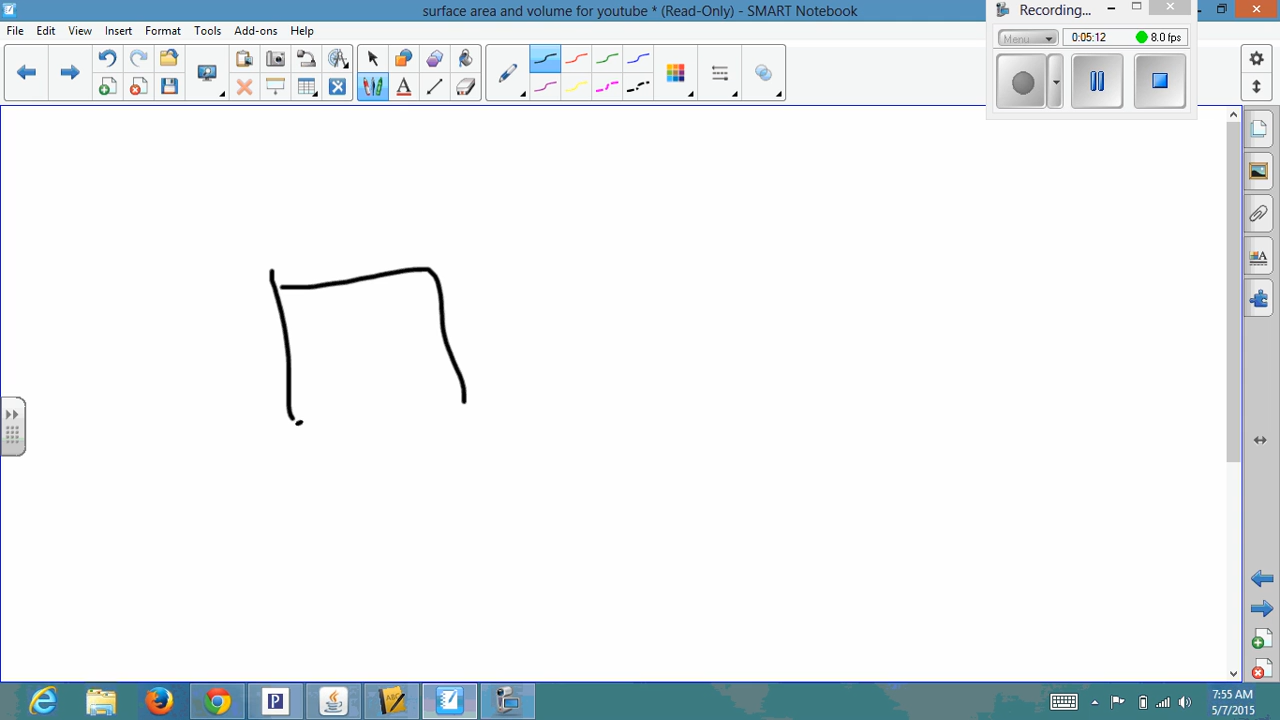 surface area and volume for youtube * (Read-Only) - SMART Notebook
Recording...
File Edit View Insert Format Tools Add-ons Help
Menu 0:05:12 8.0 fps
A
A
P
ABC
7:55 AM
5/7/2015